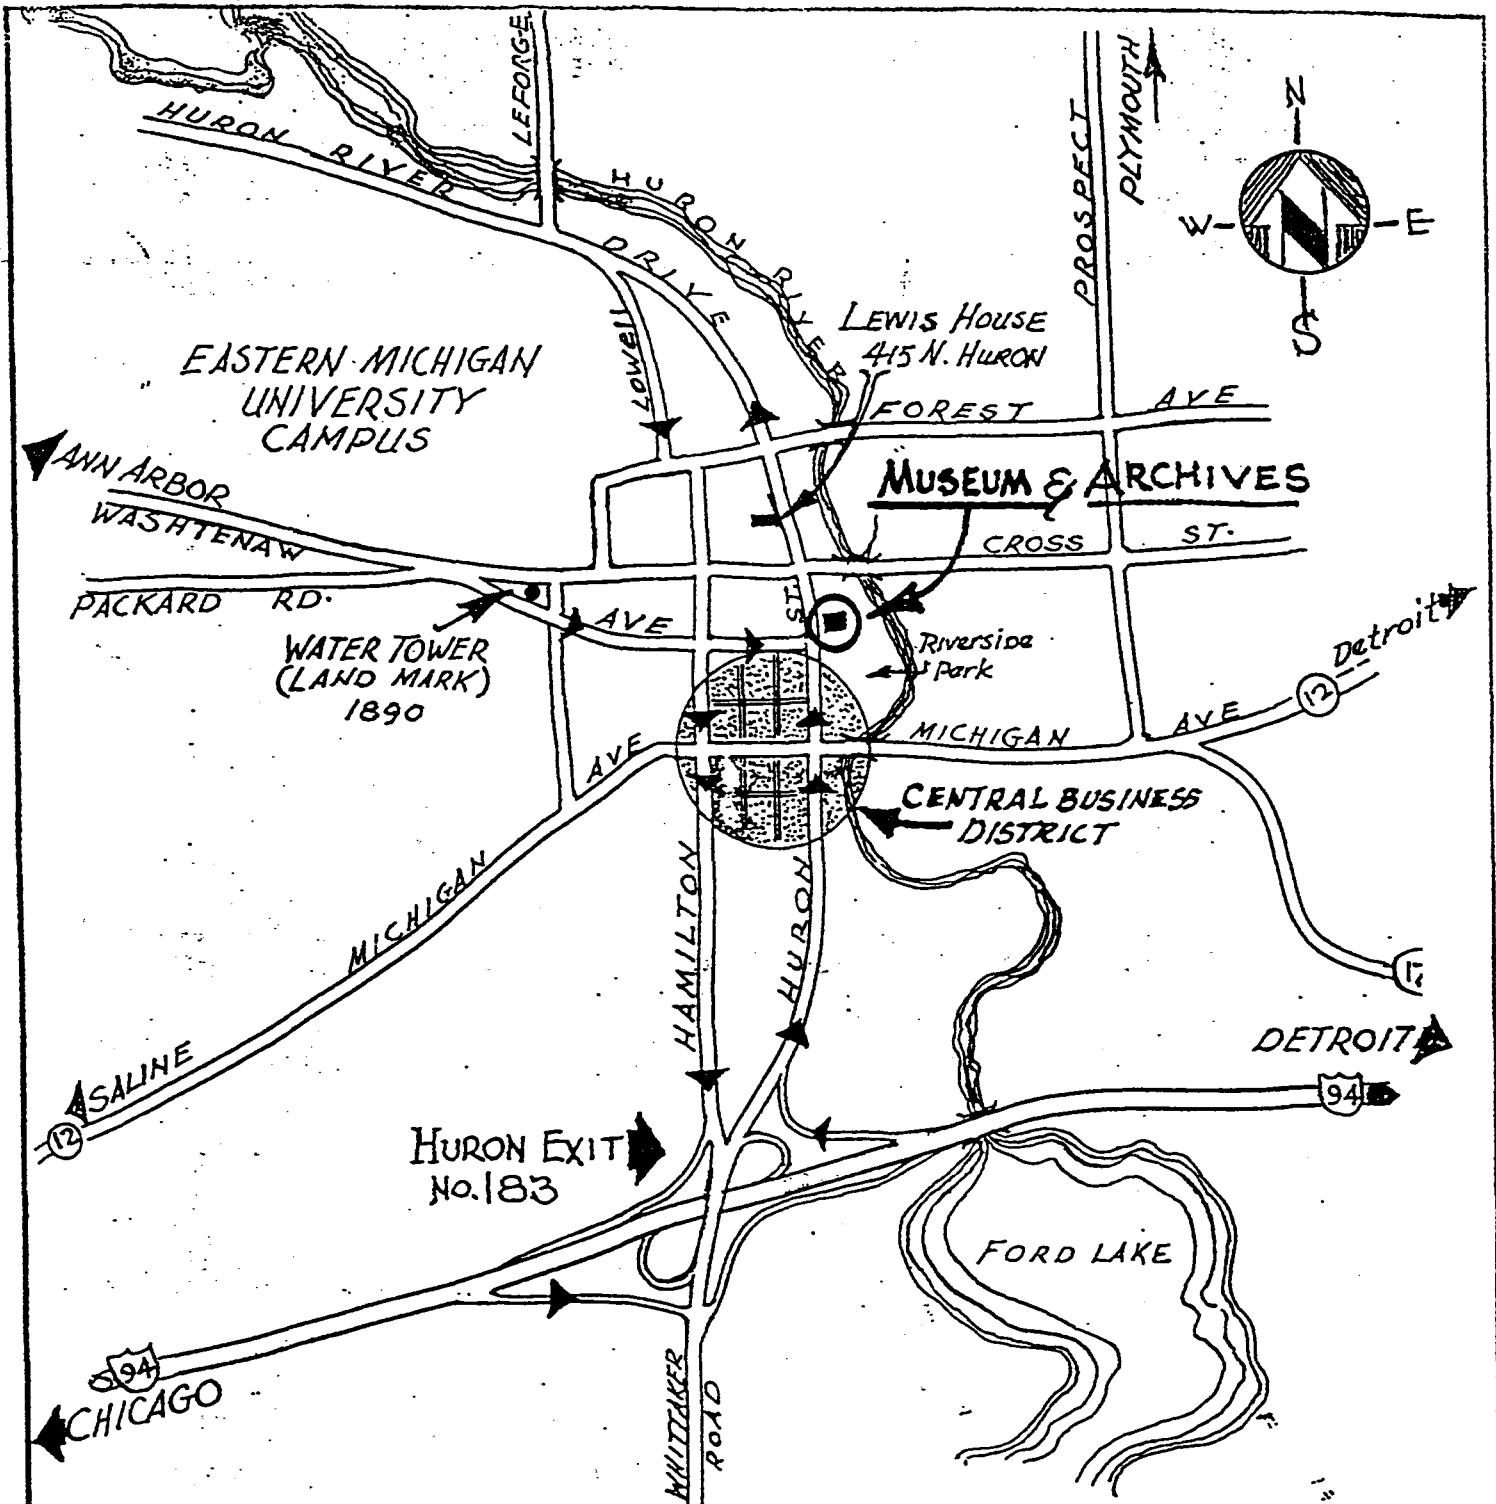 LEFORGE
PLYMOUTH
PROSPECT
N
W
E
S
HURON RIVER DRIVE
HURON RIVER
Lowell
LEWIS HOUSE
415 N. HURON
EASTERN MICHIGAN
UNIVERSITY
CAMPUS
FOREST AVE
ANN ARBOR
WASHTENAW
MUSEUM & ARCHIVES
CROSS ST.
PACKARD RD.
AVE
ST.
WATER TOWER
(LAND MARK)
1890
Riverside
Park
Detroit
12
MICHIGAN AVE
AVE
CENTRAL BUSINESS
DISTRICT
MICHIGAN
HAMILTON
HURON
SALINE
12
DETROIT
94
HURON EXIT
NO. 183
FORD LAKE
94
CHICAGO
WHITTAKER
ROAD